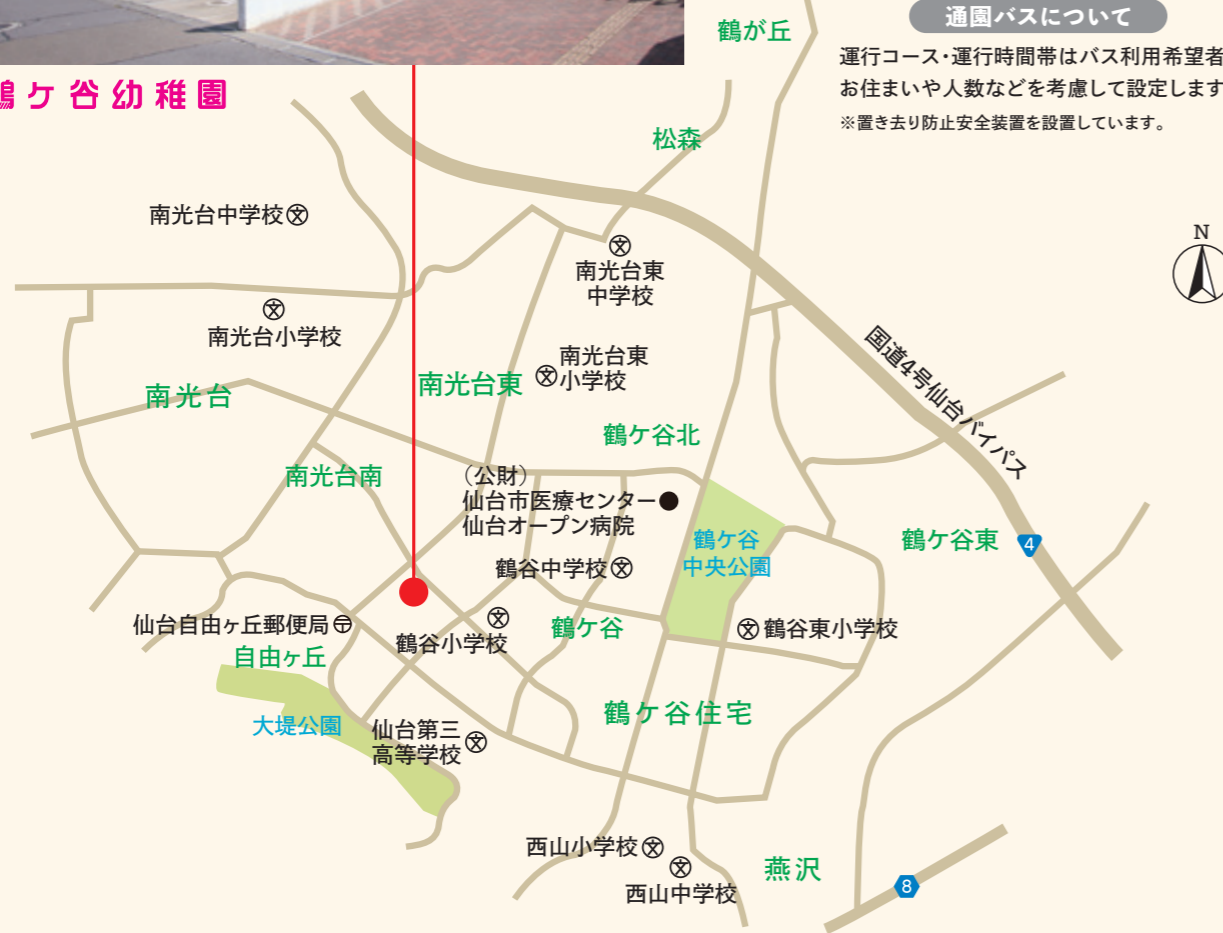 鶴ケ谷幼稚園
鶴が丘
通園バスについて
運行コース・運行時間帯はバス利用希望者
お住まいや人数などを考慮して設定します
※置き去り防止安全装置を設置しています。
松森
南光台中学校
N
南光台東
中学校
南光台小学校
国道4号仙台バイパス
南光台東
小学校
南光台東
南光台
鶴ケ谷北
南光台南
（公財）
仙台市医療センター
仙台オープン病院
鶴ケ谷
中央公園
鶴ケ谷東
4
鶴谷中学校
仙台自由ヶ丘郵便局
鶴谷小学校
鶴ケ谷
鶴谷東小学校
自由ヶ丘
大堤公園
仙台第三
高等学校
鶴ケ谷住宅
西山小学校
西山中学校
燕沢
8